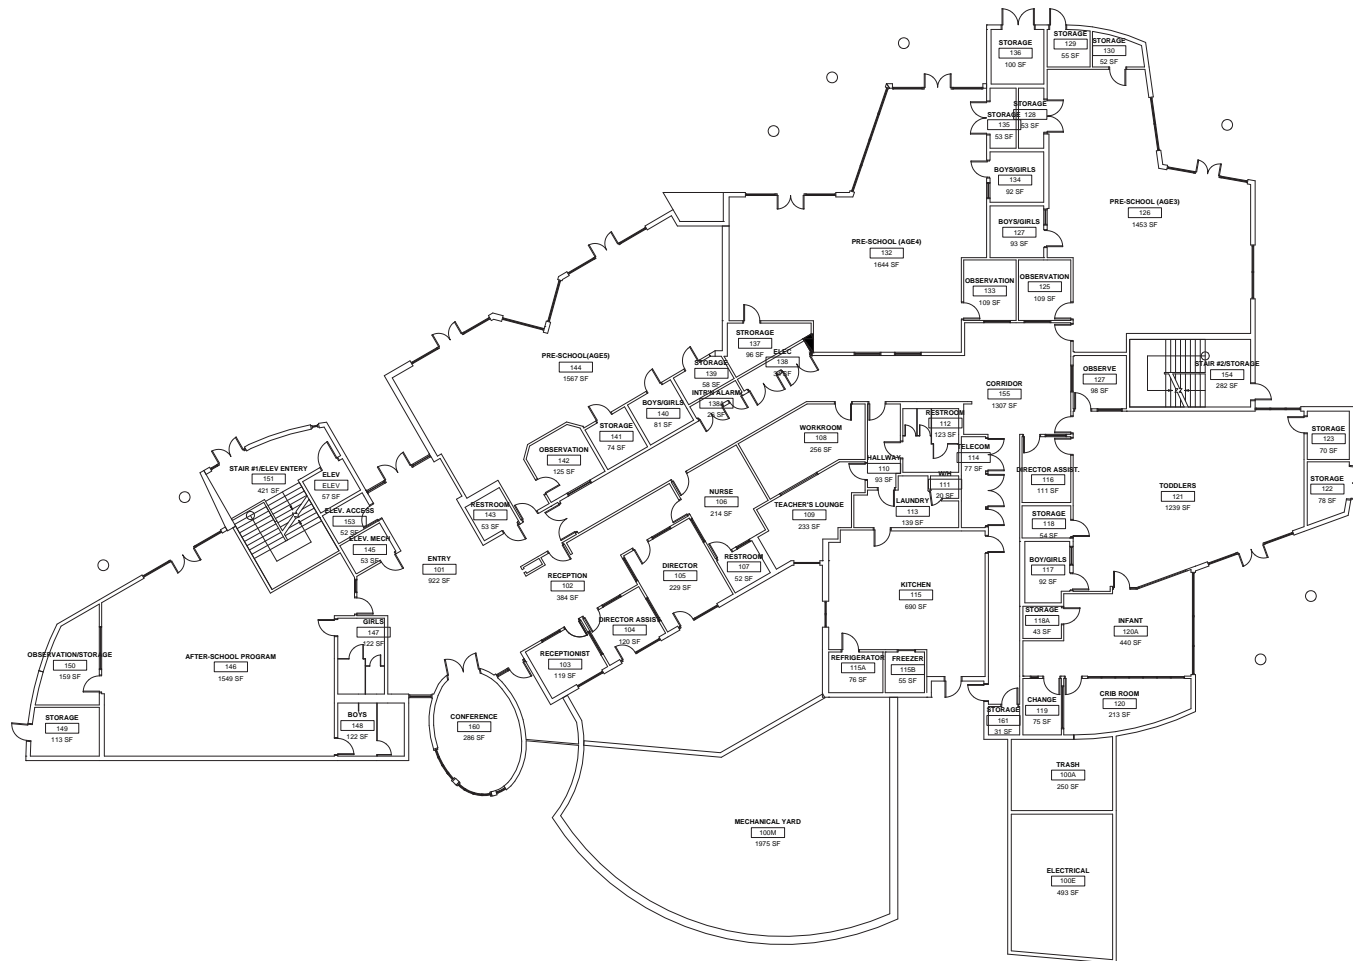 STORAGE
136
100 SF
STORAGE
129
55 SF
STORAGE
130
52 SF
STORAGE
128
53 SF
STORAGE
135
53 SF
BOYS/GIRLS
134
92 SF
BOYS/GIRLS
127
93 SF
PRE-SCHOOL (AGE3)
126
1453 SF
PRE-SCHOOL (AGE4)
132
1644 SF
OBSERVATION
133
109 SF
OBSERVATION
125
109 SF
STRORAGE
137
96 SF
ELEC
138
STORAGE
139
58 SF
INTR'N ALARM
138A
PRE-SCHOOL(AGE5)
144
1567 SF
BOYS/GIRLS
140
81 SF
STORAGE
141
74 SF
OBSERVATION
142
125 SF
CORRIDOR
155
1307 SF
OBSERVE
127
98 SF
STAIR #2/STORAGE
154
282 SF
STORAGE
123
70 SF
STORAGE
122
78 SF
TODDLERS
121
1239 SF
WORKROOM
108
256 SF
RESTROOM
112
123 SF
TELECOM
114
77 SF
HALLWAY
110
93 SF
W/H
111
20 SF
LAUNDRY
113
139 SF
DIRECTOR ASSIST.
116
111 SF
STORAGE
118
54 SF
BOY/GIRLS
117
92 SF
STORAGE
118A
43 SF
INFANT
120A
440 SF
CRIB ROOM
120
213 SF
CHANGE
119
75 SF
STORAGE
161
31 SF
STAIR #1/ELEV ENTRY
151
421 SF
ELEV
ELEV
57 SF
ELEV. ACCESS
153
52 SF
ELEV. MECH
145
53 SF
RESTROOM
143
53 SF
NURSE
106
214 SF
TEACHER'S LOUNGE
109
233 SF
ENTRY
101
922 SF
RECEPTION
102
384 SF
DIRECTOR
105
229 SF
RESTROOM
107
52 SF
DIRECTOR ASSIST.
104
120 SF
RECEPTIONIST
103
119 SF
KITCHEN
115
690 SF
REFRIGERATOR
115A
76 SF
FREEZER
115B
55 SF
GIRLS
147
122 SF
OBSERVATION/STORAGE
150
159 SF
AFTER-SCHOOL PROGRAM
146
1549 SF
STORAGE
149
113 SF
BOYS
148
122 SF
CONFERENCE
160
286 SF
MECHANICAL YARD
100M
1975 SF
TRASH
100A
250 SF
ELECTRICAL
100E
493 SF